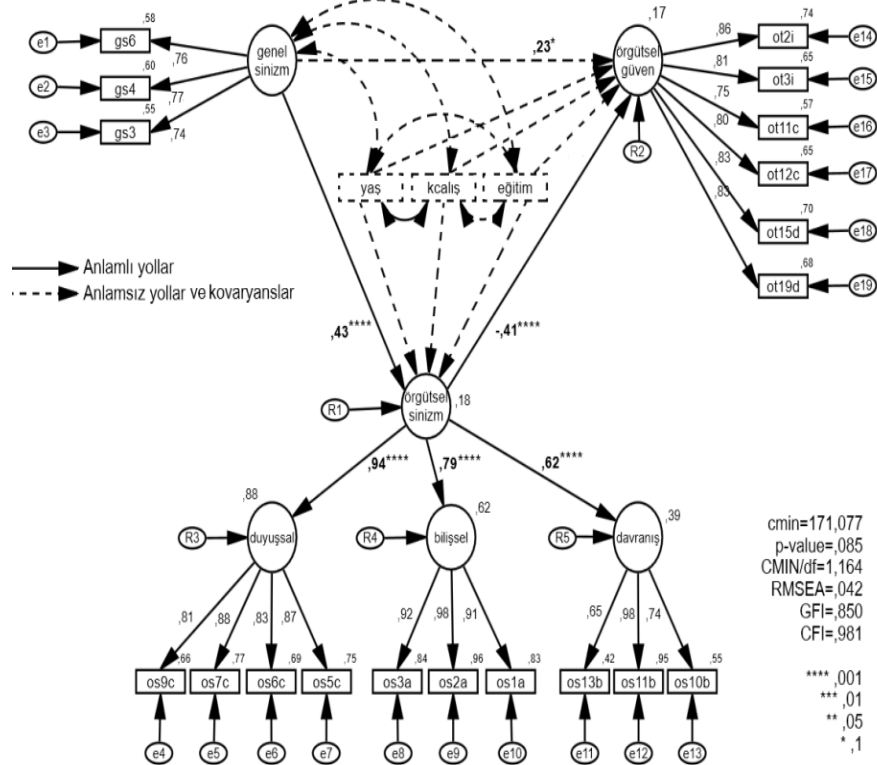 ,58
e1 gs6
,76
genel
sinizm
,60
e2 gs4
,77
,55
e3 gs3
,74
,23*
,17
örgütsel
güven
R2
,86
,74
ot2i e14
,81
,65
ot3i e15
,75
,57
ot11c e16
,80
,65
ot12c e17
,83
,70
ot15d e18
,83
,68
ot19d e19
yaş kcalış eğitim
Anlamlı yollar
Anlamsız yollar ve kovaryanslar
,43****
-,41****
R1
örgütsel
sinizm
,18
,94**** ,79**** ,62****
,88 ,62 ,39
R3 duyuşsal R4 bilişsel R5 davranış
,81 ,88 ,83 ,87 ,92 ,98 ,91 ,65 ,98 ,74
,66 ,77 ,69 ,75 ,84 ,96 ,83 ,42 ,95 ,55
os9c os7c os6c os5c os3a os2a os1a os13b os11b os10b
e4 e5 e6 e7 e8 e9 e10 e11 e12 e13
cmin=171,077
p-value=,085
CMIN/df=1,164
RMSEA=,042
GFI=,850
CFI=,981
**** ,001
*** ,01
** ,05
* ,1